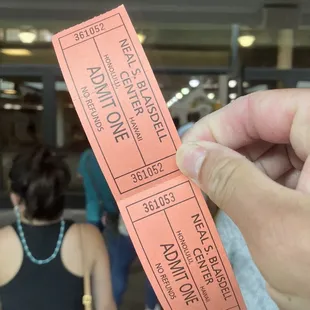 361052
NEAL S. BLAISDELL
CENTER
HONOLULU, HAWAII
ADMIT ONE
NO REFUNDS
361052
361053
NEAL S. BLAISDELL
CENTER
HONOLULU HAWAII
ADMIT ONE
NO REFUNDS